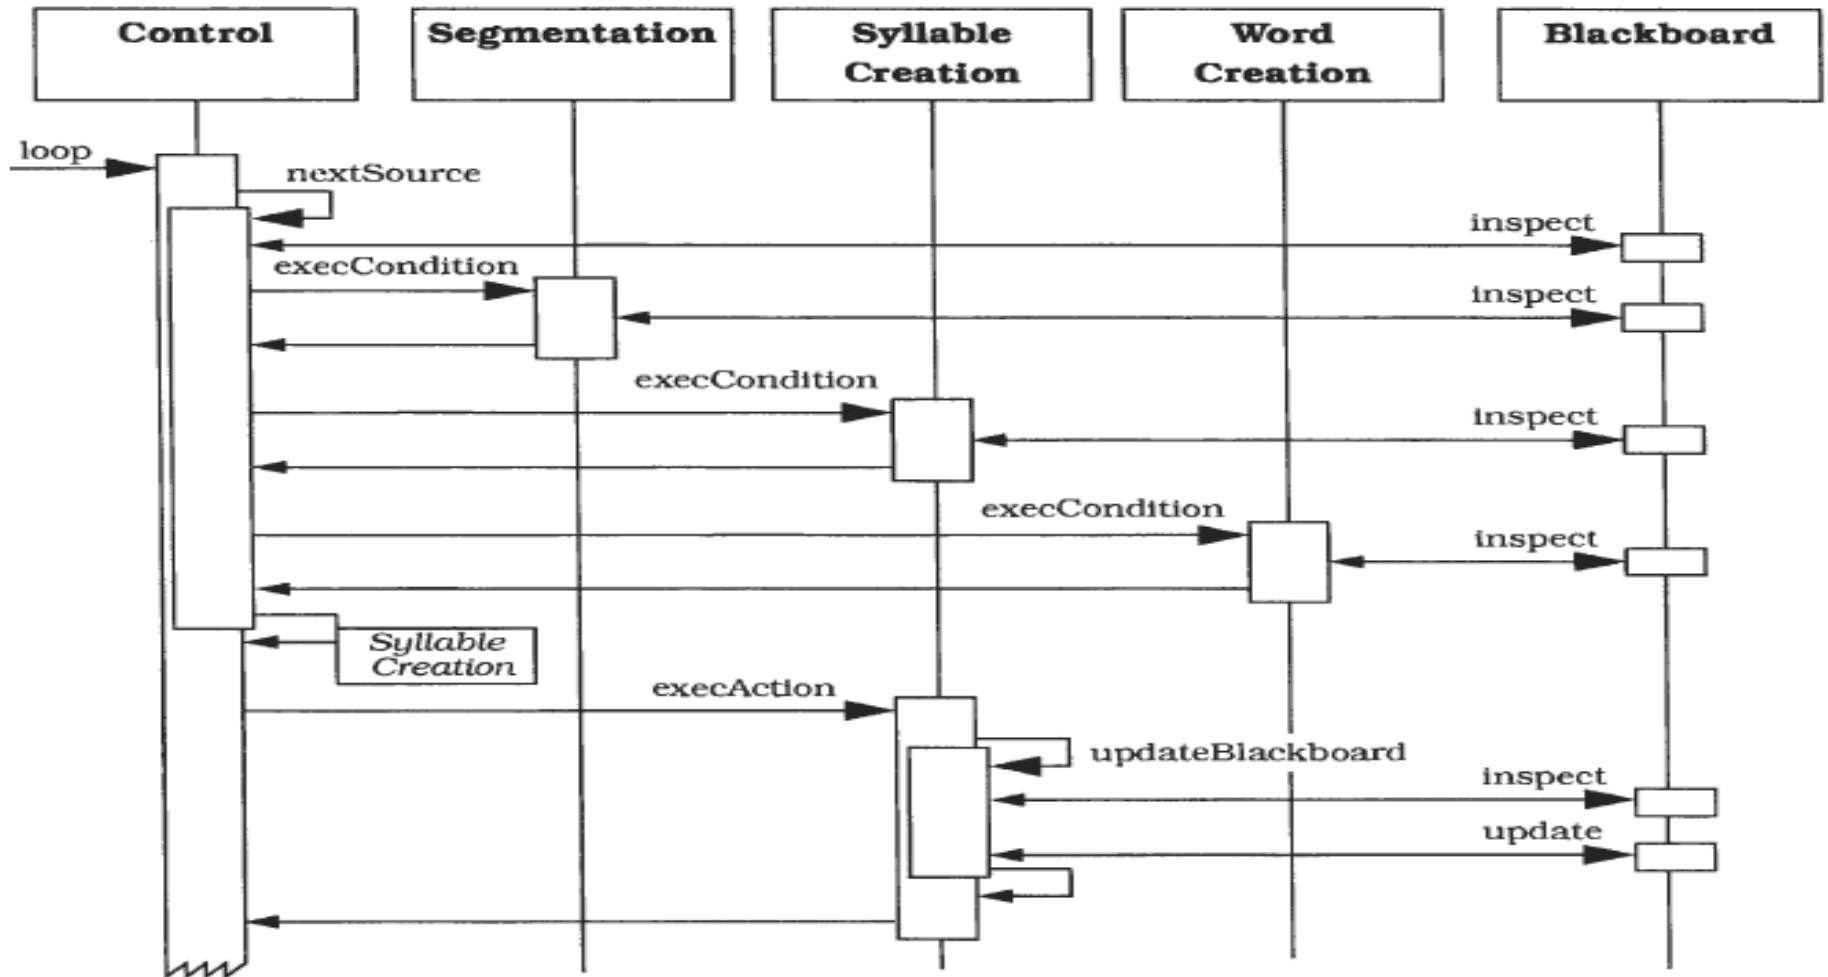 Control
Segmentation
Syllable
Creation
Word
Creation
Blackboard
loop
nextSource
inspect
execCondition
inspect
execCondition
inspect
execCondition
inspect
Syllable
Creation
execAction
updateBlackboard
inspect
update